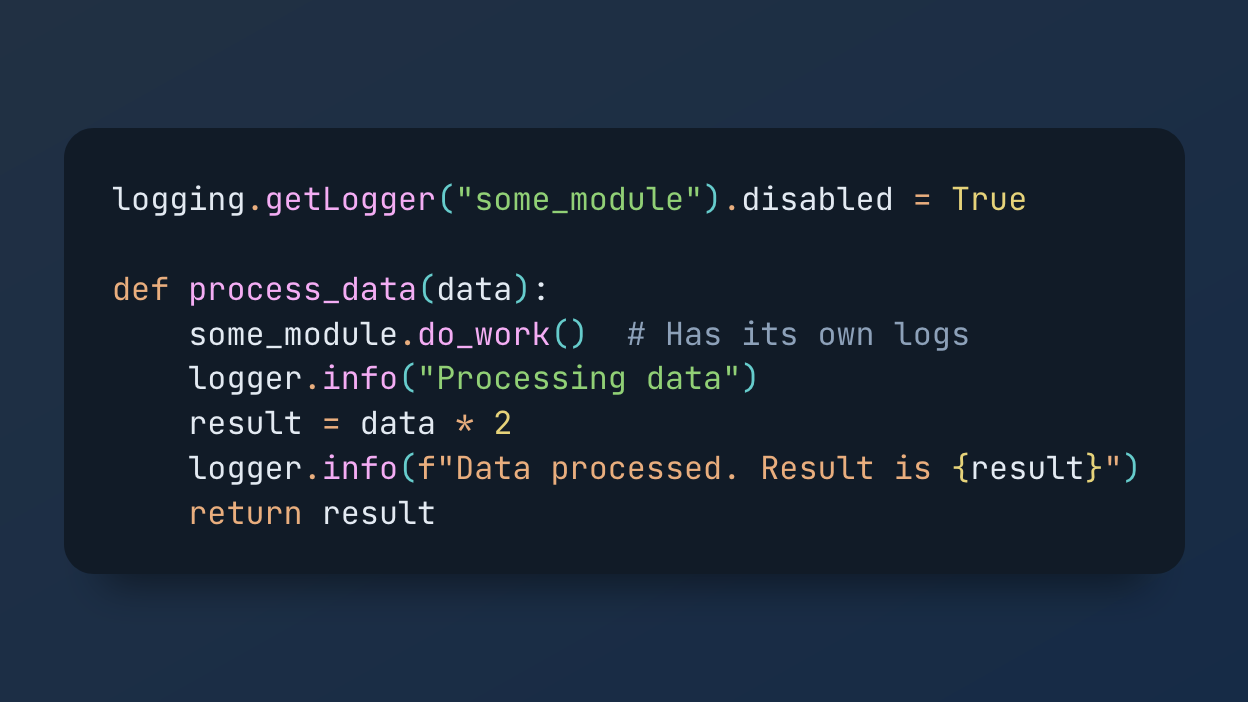 logging.getLogger("some_module").disabled = True

def process_data(data):
    some_module.do_work()  # Has its own logs
    logger.info("Processing data")
    result = data * 2
    logger.info(f"Data processed. Result is {result}")
    return result